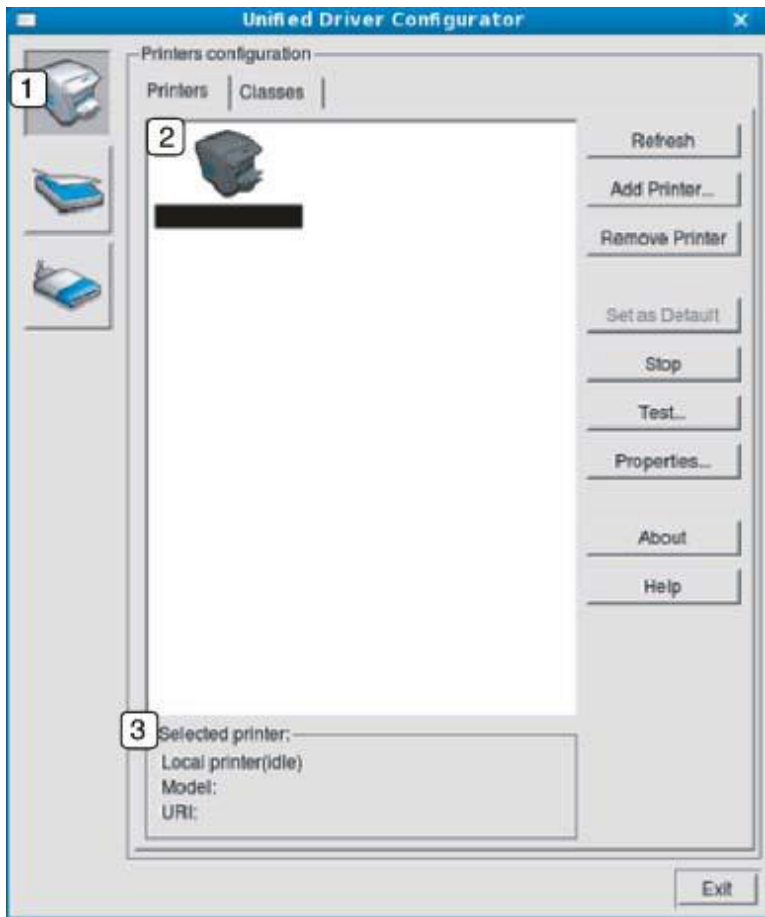 Unified Driver Configurator
Printers configuration
1
Printers Classes
2
Refresh
Add Printer...
Remove Printer
Set as Default
Stop
Test...
Properties...
About
Help
3
Selected printer:
Local printer(idle)
Model:
URI:
Exit